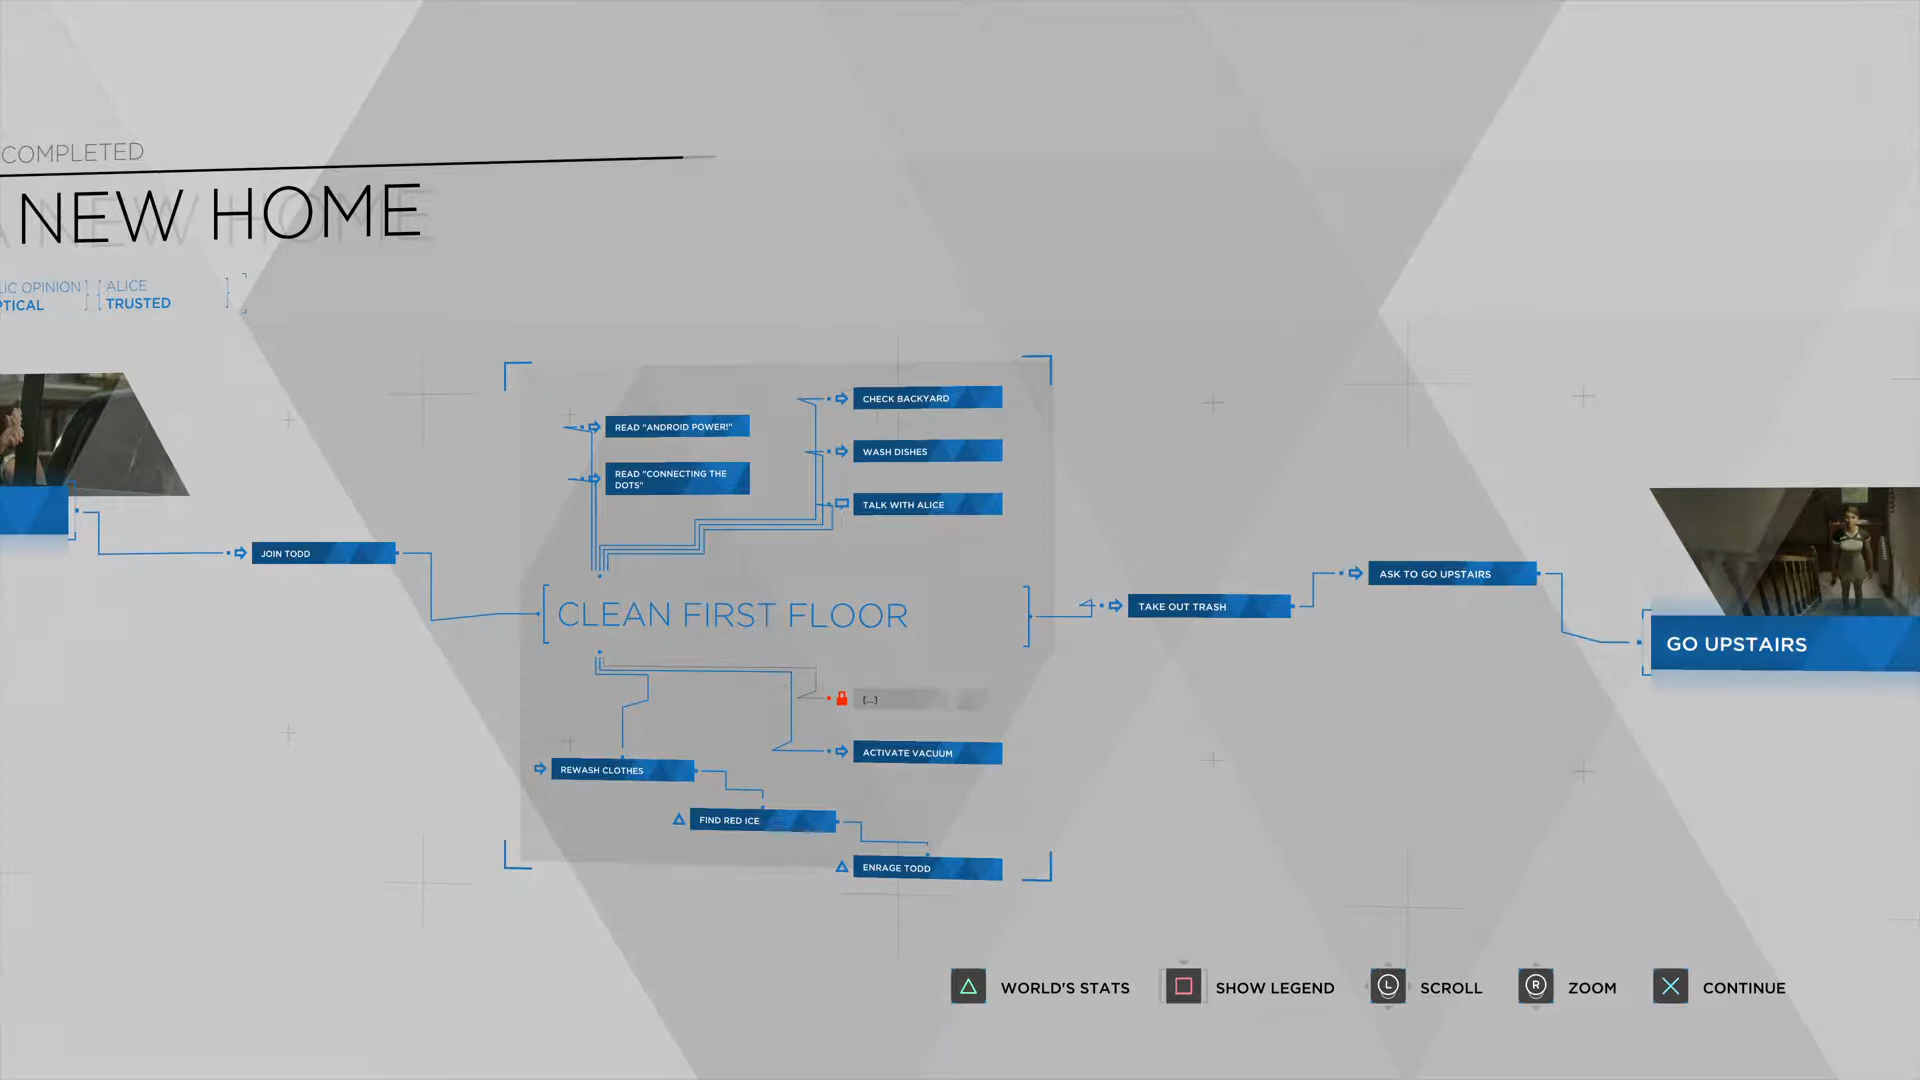 COMPLETED
NEW HOME
LIC OPINION
ALICE
PTICAL
TRUSTED
CHECK BACKYARD
READ "ANDROID POWER!"
WASH DISHES
READ "CONNECTING THE
DOTS"
TALK WITH ALICE
JOIN TODD
CLEAN FIRST FLOOR
TAKE OUT TRASH
ASK TO GO UPSTAIRS
GO UPSTAIRS
[...]
ACTIVATE VACUUM
REWASH CLOTHES
FIND RED ICE
ENRAGE TODD
WORLD'S STATS
SHOW LEGEND
L
SCROLL
R
ZOOM
CONTINUE